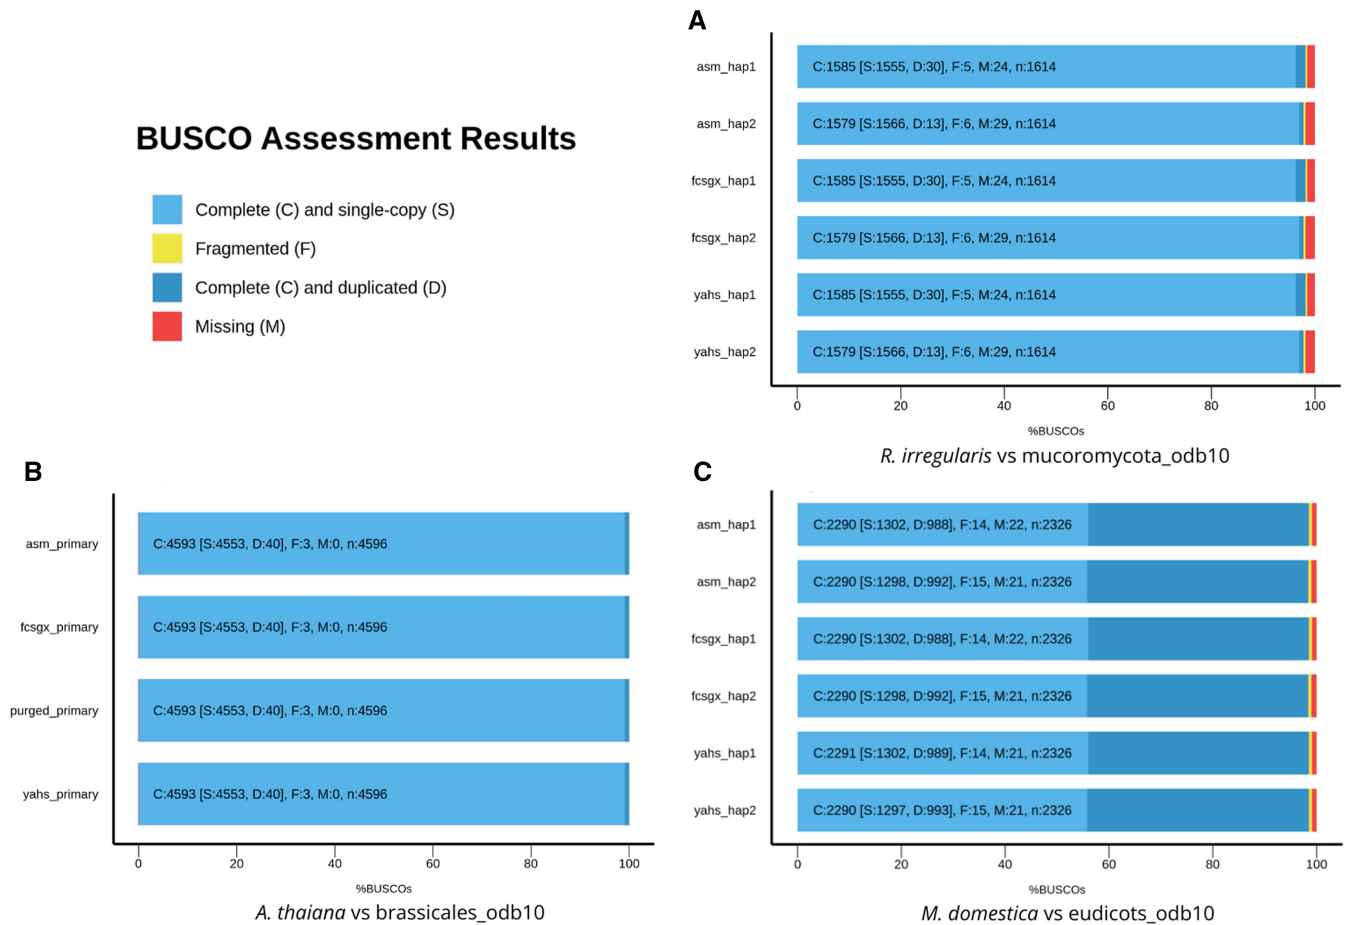 BUSCO Assessment Results
Complete (C) and single-copy (S)
Fragmented (F)
Complete (C) and duplicated (D)
Missing (M)
A
asm_hap1 C:1585 [S:1555, D:30], F:5, M:24, n:1614
asm_hap2 C:1579 [S:1566, D:13], F:6, M:29, n:1614
fcsgx_hap1 C:1585 [S:1555, D:30], F:5, M:24, n:1614
fcsgx_hap2 C:1579 [S:1566, D:13], F:6, M:29, n:1614
yahs_hap1 C:1585 [S:1555, D:30], F:5, M:24, n:1614
yahs_hap2 C:1579 [S:1566, D:13], F:6, M:29, n:1614
0 20 40 60 80 100
%BUSCOs
R. irregularis vs mucoromycota_odb10
B
asm_primary C:4593 [S:4553, D:40], F:3, M:0, n:4596
fcsgx_primary C:4593 [S:4553, D:40], F:3, M:0, n:4596
purged_primary C:4593 [S:4553, D:40], F:3, M:0, n:4596
yahs_primary C:4593 [S:4553, D:40], F:3, M:0, n:4596
0 20 40 60 80 100
%BUSCOs
A. thaiana vs brassicales_odb10
C
asm_hap1 C:2290 [S:1302, D:988], F:14, M:22, n:2326
asm_hap2 C:2290 [S:1298, D:992], F:15, M:21, n:2326
fcsgx_hap1 C:2290 [S:1302, D:988], F:14, M:22, n:2326
fcsgx_hap2 C:2290 [S:1298, D:992], F:15, M:21, n:2326
yahs_hap1 C:2291 [S:1302, D:989], F:14, M:21, n:2326
yahs_hap2 C:2290 [S:1297, D:993], F:15, M:21, n:2326
0 20 40 60 80 100
%BUSCOs
M. domestica vs eudicots_odb10